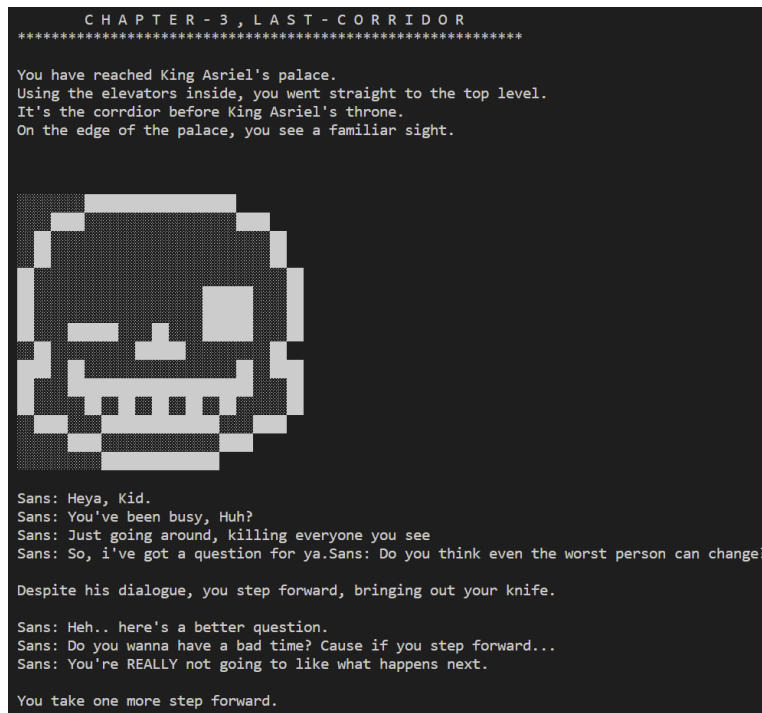 C H A P T E R - 3 , L A S T - C O R R I D O R
************************************************************
You have reached King Asriel's palace.
Using the elevators inside, you went straight to the top level.
It's the corrdior before King Asriel's throne.
On the edge of the palace, you see a familiar sight.
Sans: Heya, Kid.
Sans: You've been busy, Huh?
Sans: Just going around, killing everyone you see
Sans: So, i've got a question for ya.Sans: Do you think even the worst person can change?
Despite his dialogue, you step forward, bringing out your knife.
Sans: Heh.. here's a better question.
Sans: Do you wanna have a bad time? Cause if you step forward...
Sans: You're REALLY not going to like what happens next.
You take one more step forward.